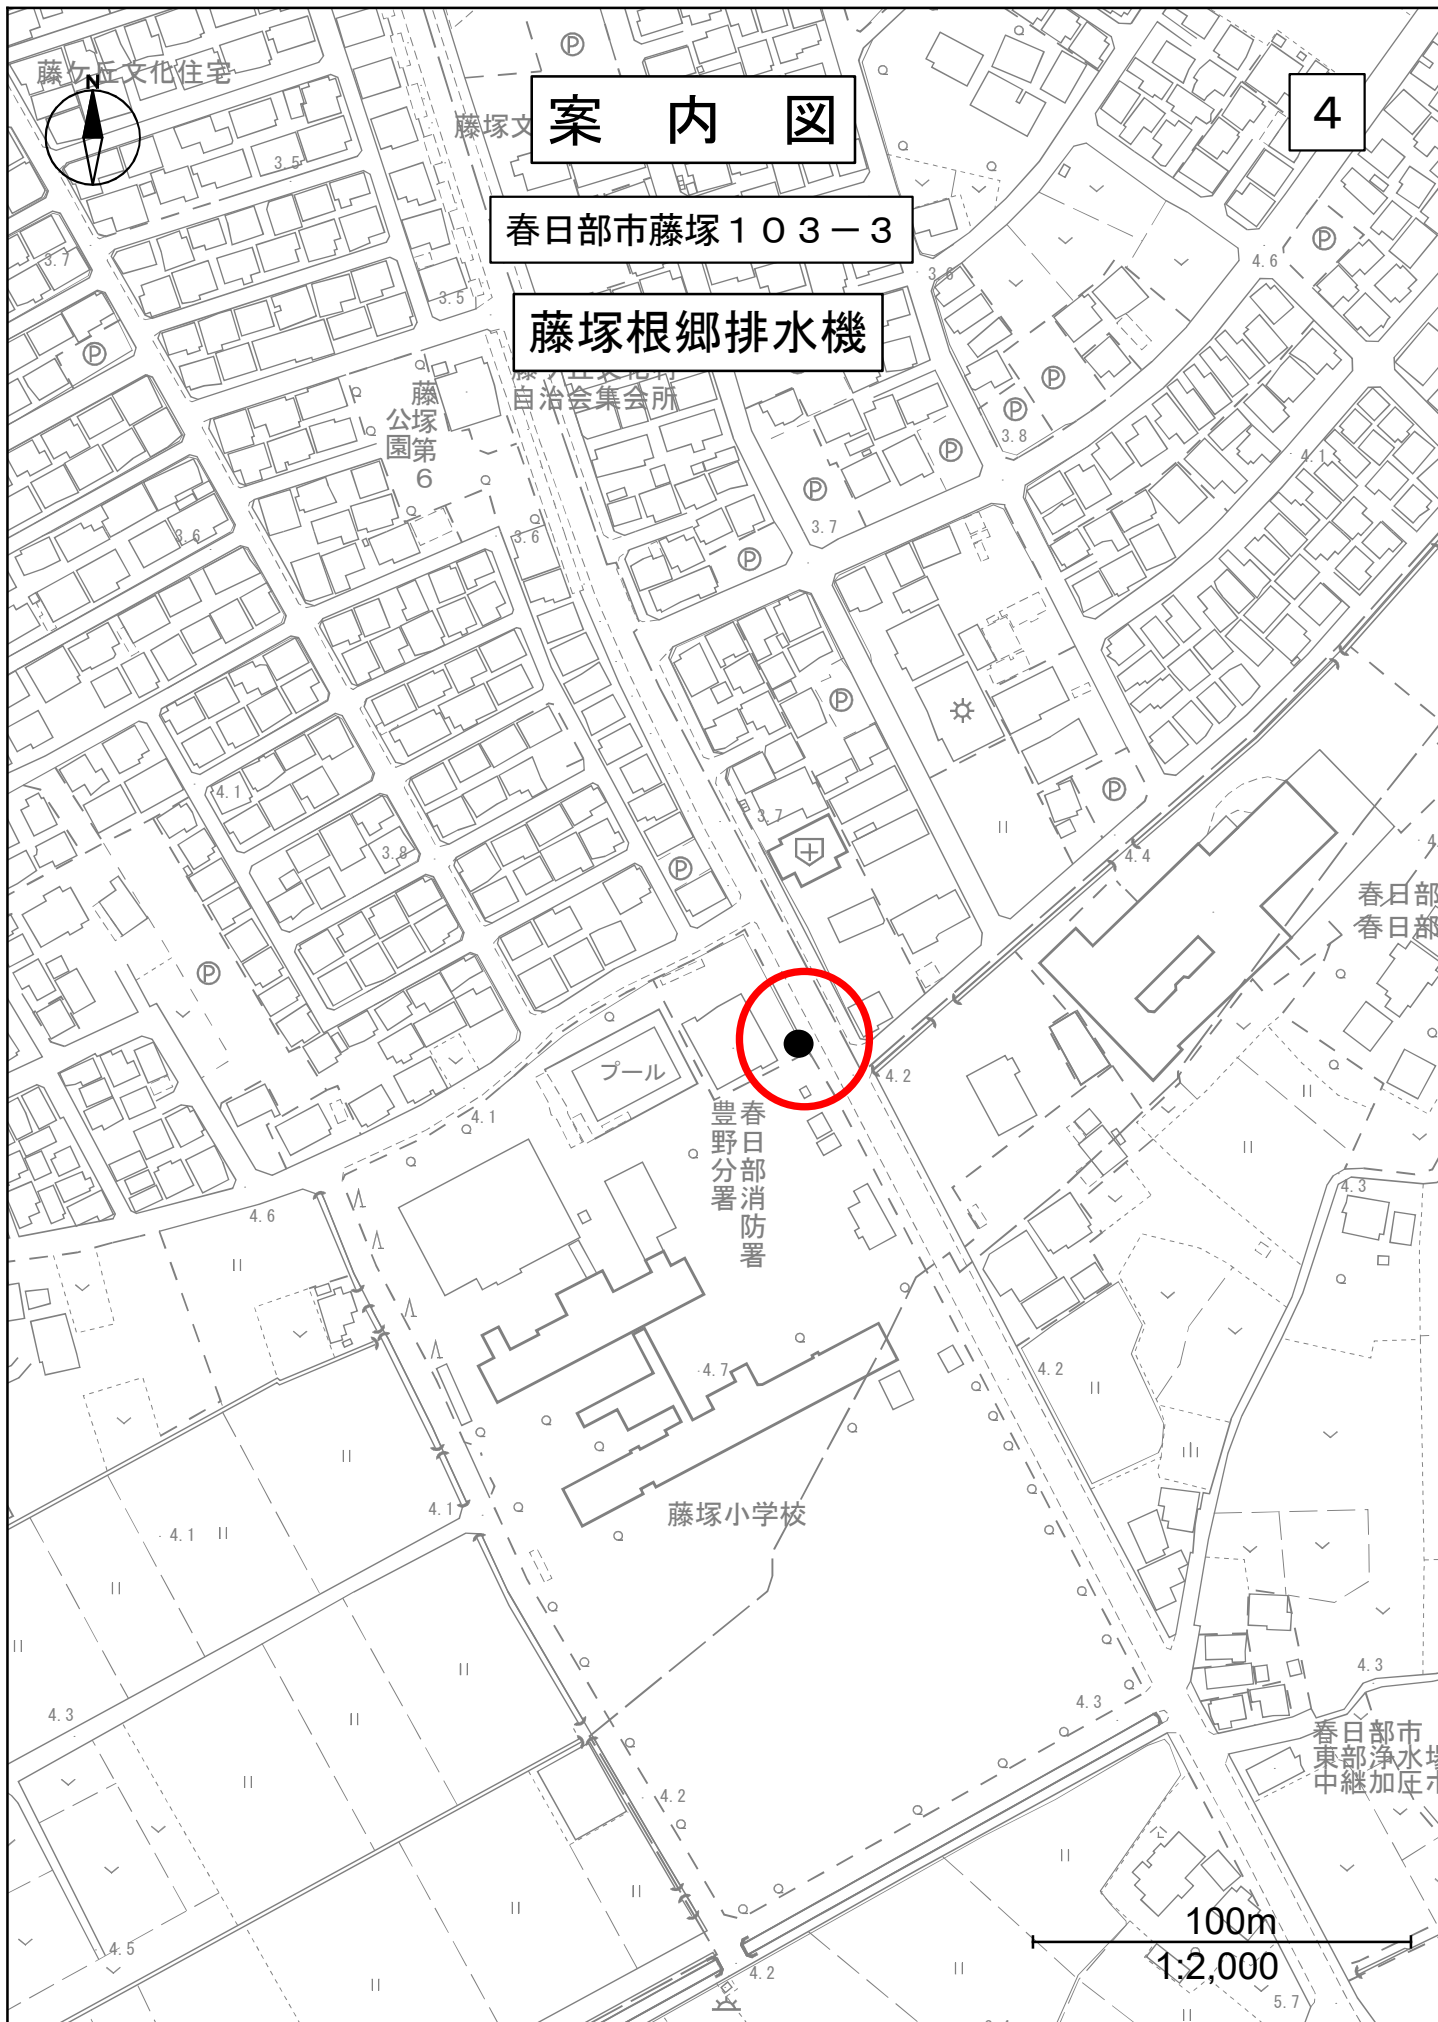 藤ケ丘文化住宅
N
案内図
4
藤塚文
3.5
春日部市藤塚１０３－３
3.7
3.5
3.6
4.6
藤塚根郷排水機
自治会集会所
藤塚第6
公園
3.8
4.1
3.7
3.6
3.6
4.1
3.7
3.8
4.4
春日部
春日部
プール
4.2
4.1
春日部消防署
豊野分署
4.3
4.6
4.7
4.2
藤塚小学校
4.1
4.1
4.3
4.3
4.3
春日部市
東部浄水場
中継加圧ポ
4.2
100m
4.5
1:2,000
4.2
5.7